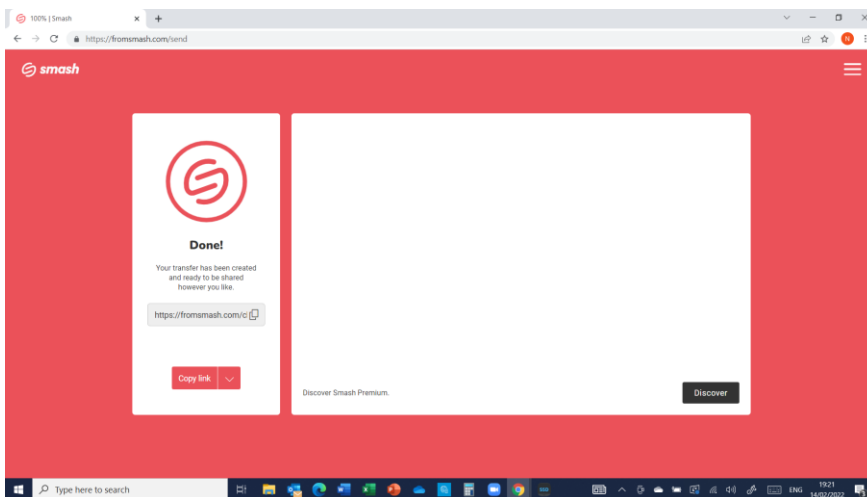 100% | Smash
https://fromsmash.com/send
N
smash
Done!
Your transfer has been created
and ready to be shared
however you like.
https://fromsmash.com/c
Copy link
Discover Smash Premium.
Discover
Type here to search
ENG
19:21
14/02/2022